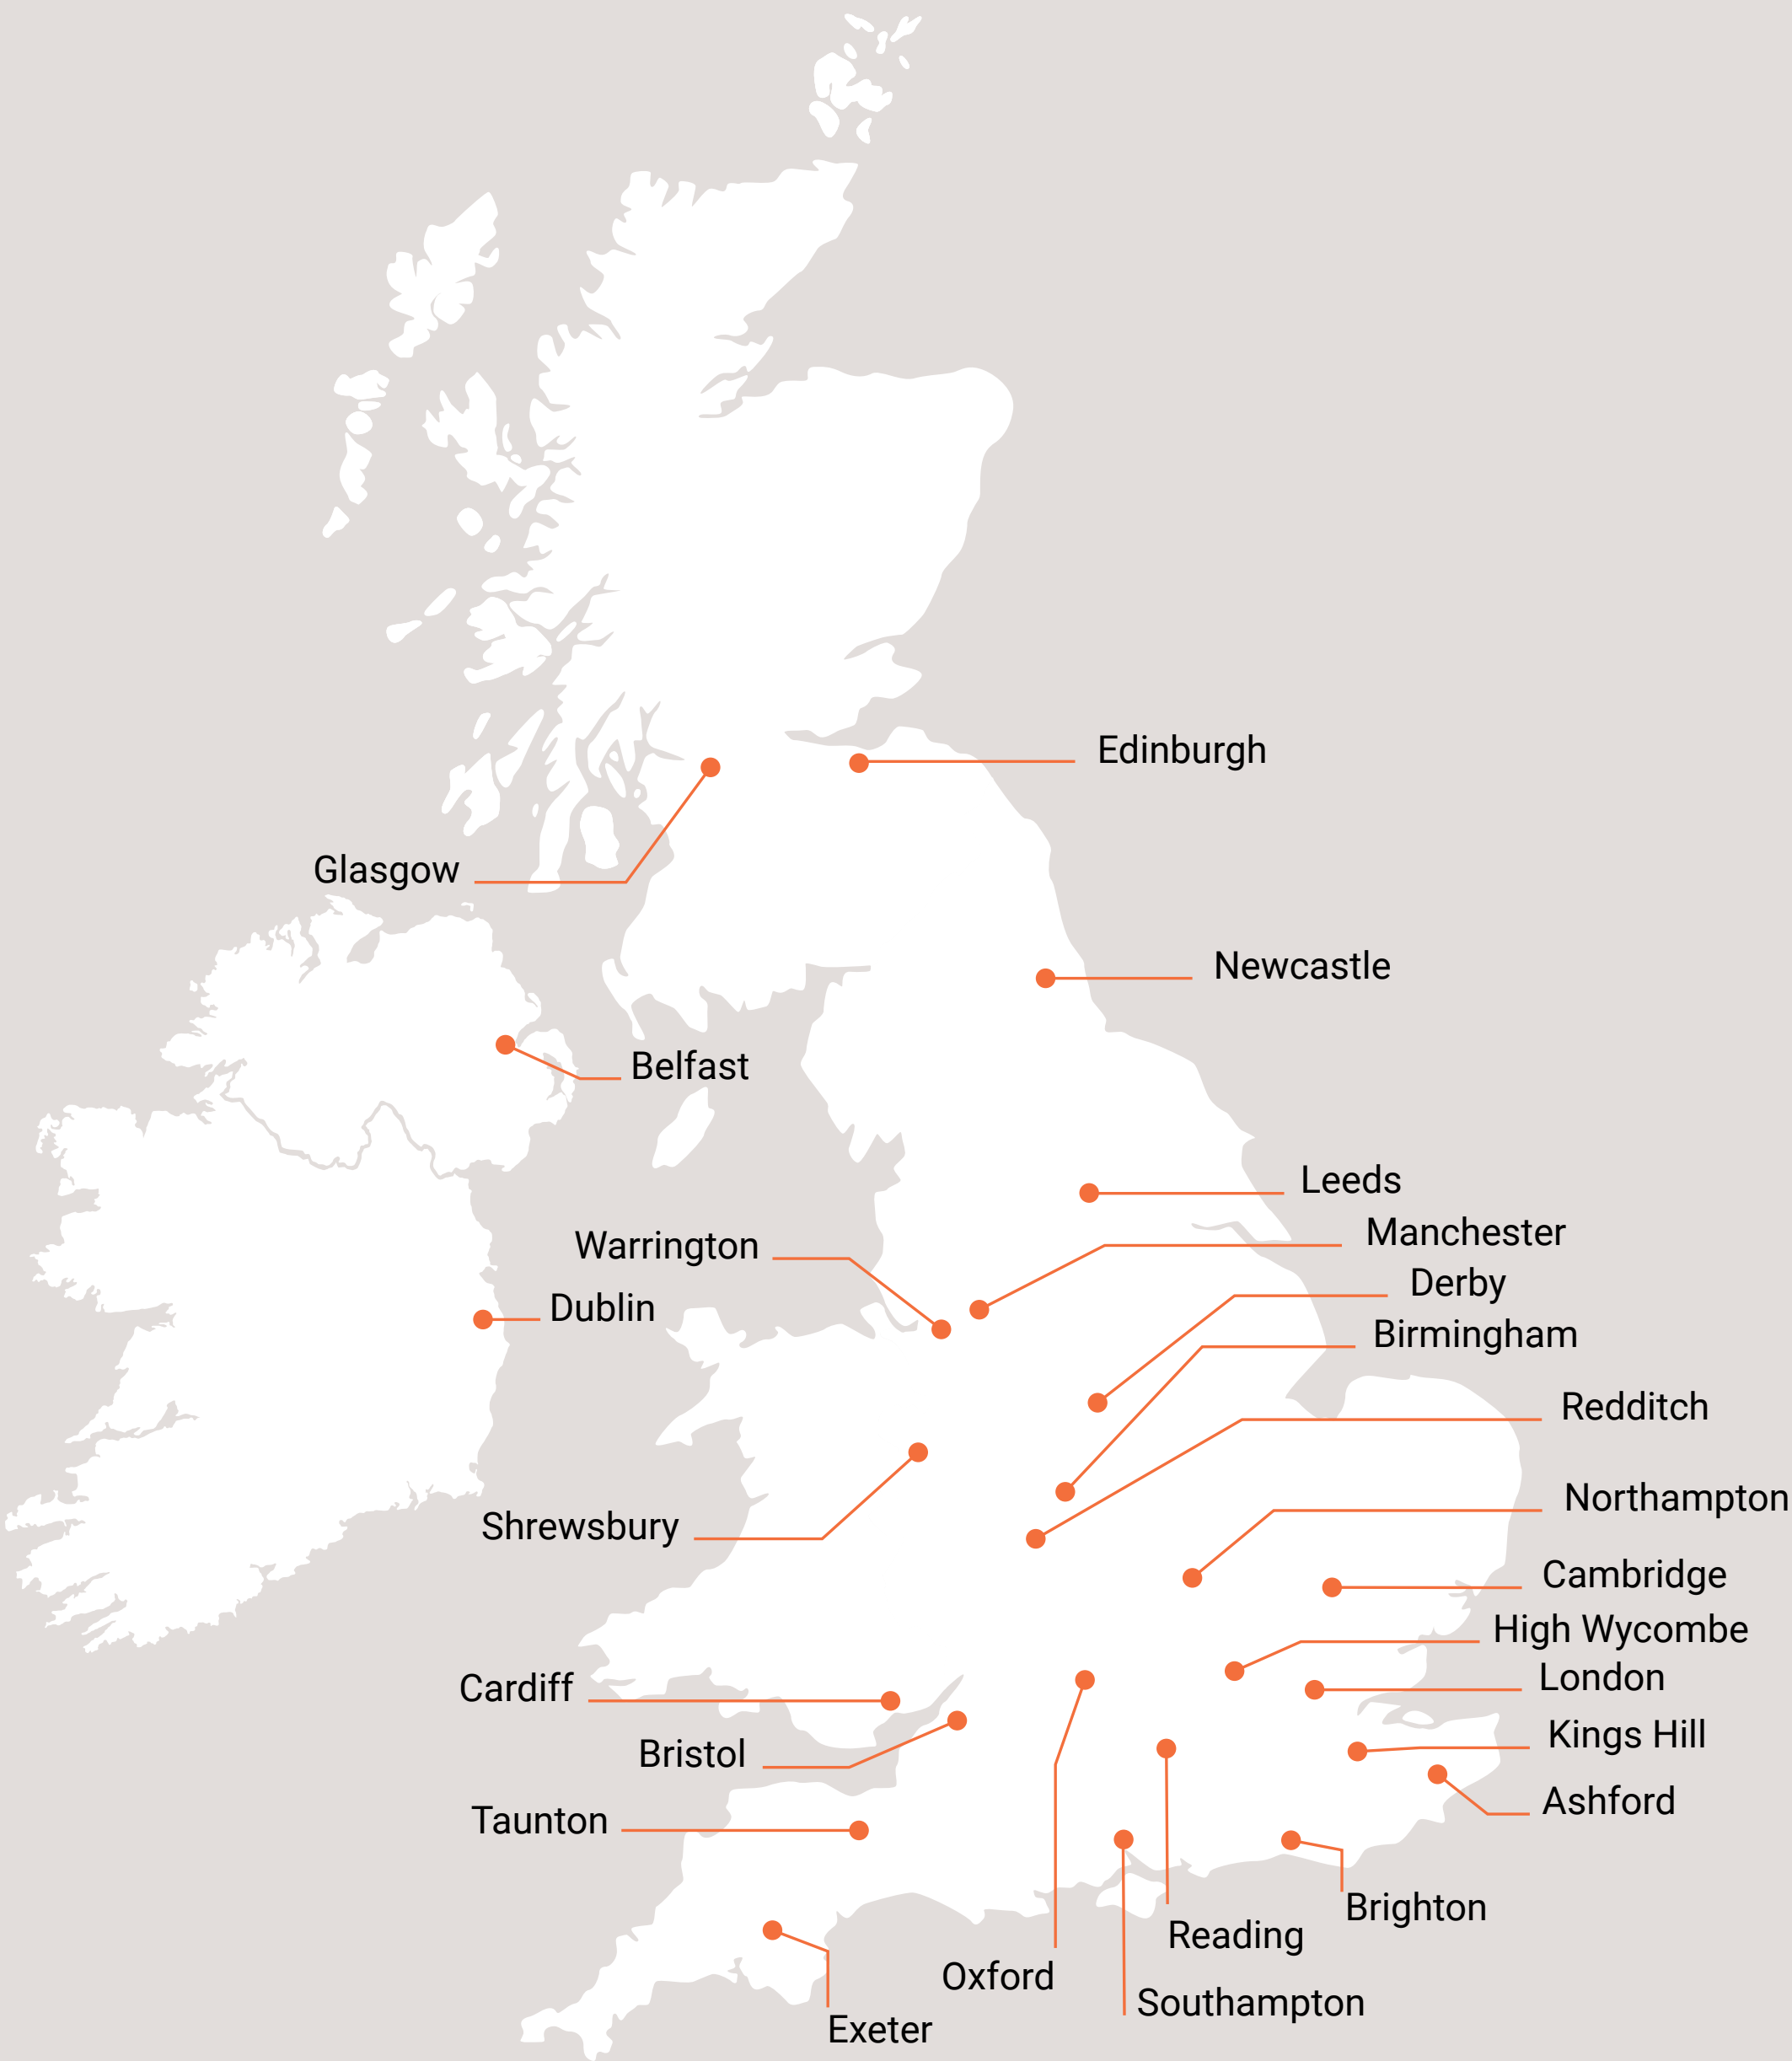 Edinburgh
Glasgow
Newcastle
Belfast
Leeds
Manchester
Warrington
Derby
Dublin
Birmingham
Redditch
Northampton
Shrewsbury
Cambridge
High Wycombe
London
Cardiff
Kings Hill
Bristol
Ashford
Taunton
Brighton
Reading
Oxford
Southampton
Exeter